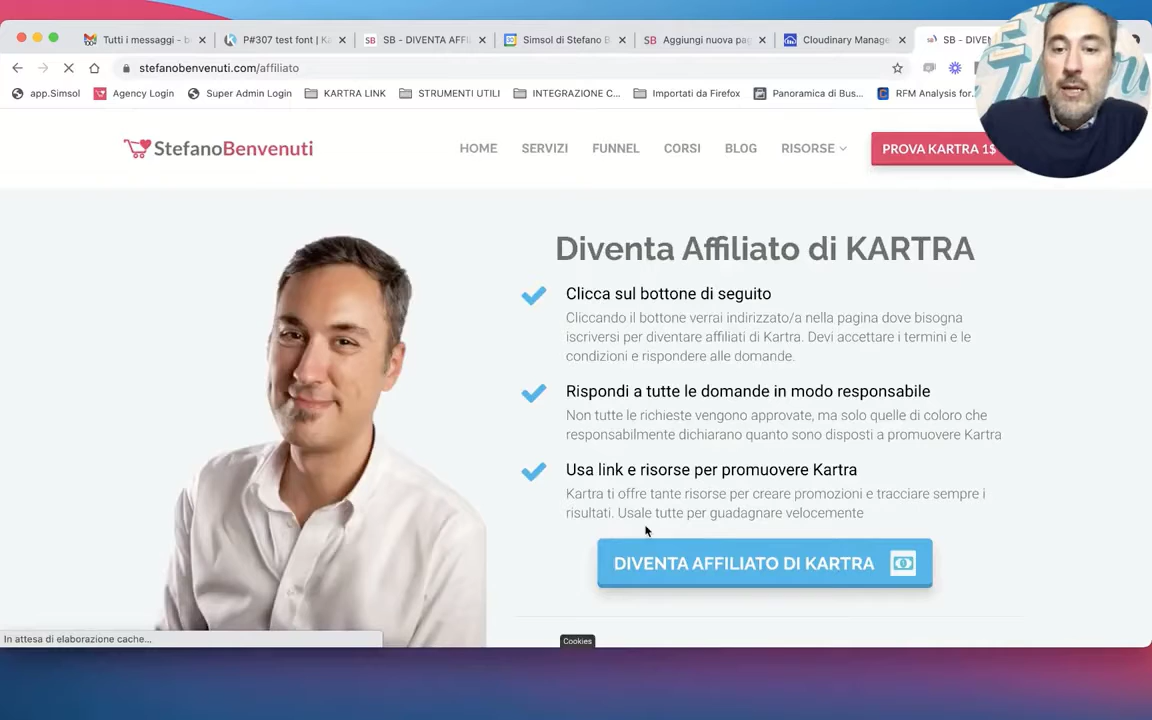 Tutti i messaggi - b
P#307 test font | K
SB - DIVENTA AFFI
Simsol di Stefano B
Aggiungi nuova pa
Cloudinary Manage
SB - DIVEN
stefanobenvenuti.com/affiliato
app.Simsol
Agency Login
Super Admin Login
KARTRA LINK
STRUMENTI UTILI
INTEGRAZIONE C...
Importati da Firefox
Panoramica di Bus...
RFM Analysis for...
StefanoBenvenuti
HOME
SERVIZI
FUNNEL
CORSI
BLOG
RISORSE
PROVA KARTRA 1$
Diventa Affiliato di KARTRA
Clicca sul bottone di seguito
Cliccando il bottone verrai indirizzato/a nella pagina dove bisogna
iscriversi per diventare affiliati di Kartra. Devi accettare i termini e le
condizioni e rispondere alle domande.
Rispondi a tutte le domande in modo responsabile
Non tutte le richieste vengono approvate, ma solo quelle di coloro che
responsabilmente dichiarano quanto sono disposti a promuovere Kartra
Usa link e risorse per promuovere Kartra
Kartra ti offre tante risorse per creare promozioni e tracciare sempre i
risultati. Usale tutte per guadagnare velocemente
DIVENTA AFFILIATO DI KARTRA
In attesa di elaborazione cache...
Cookies